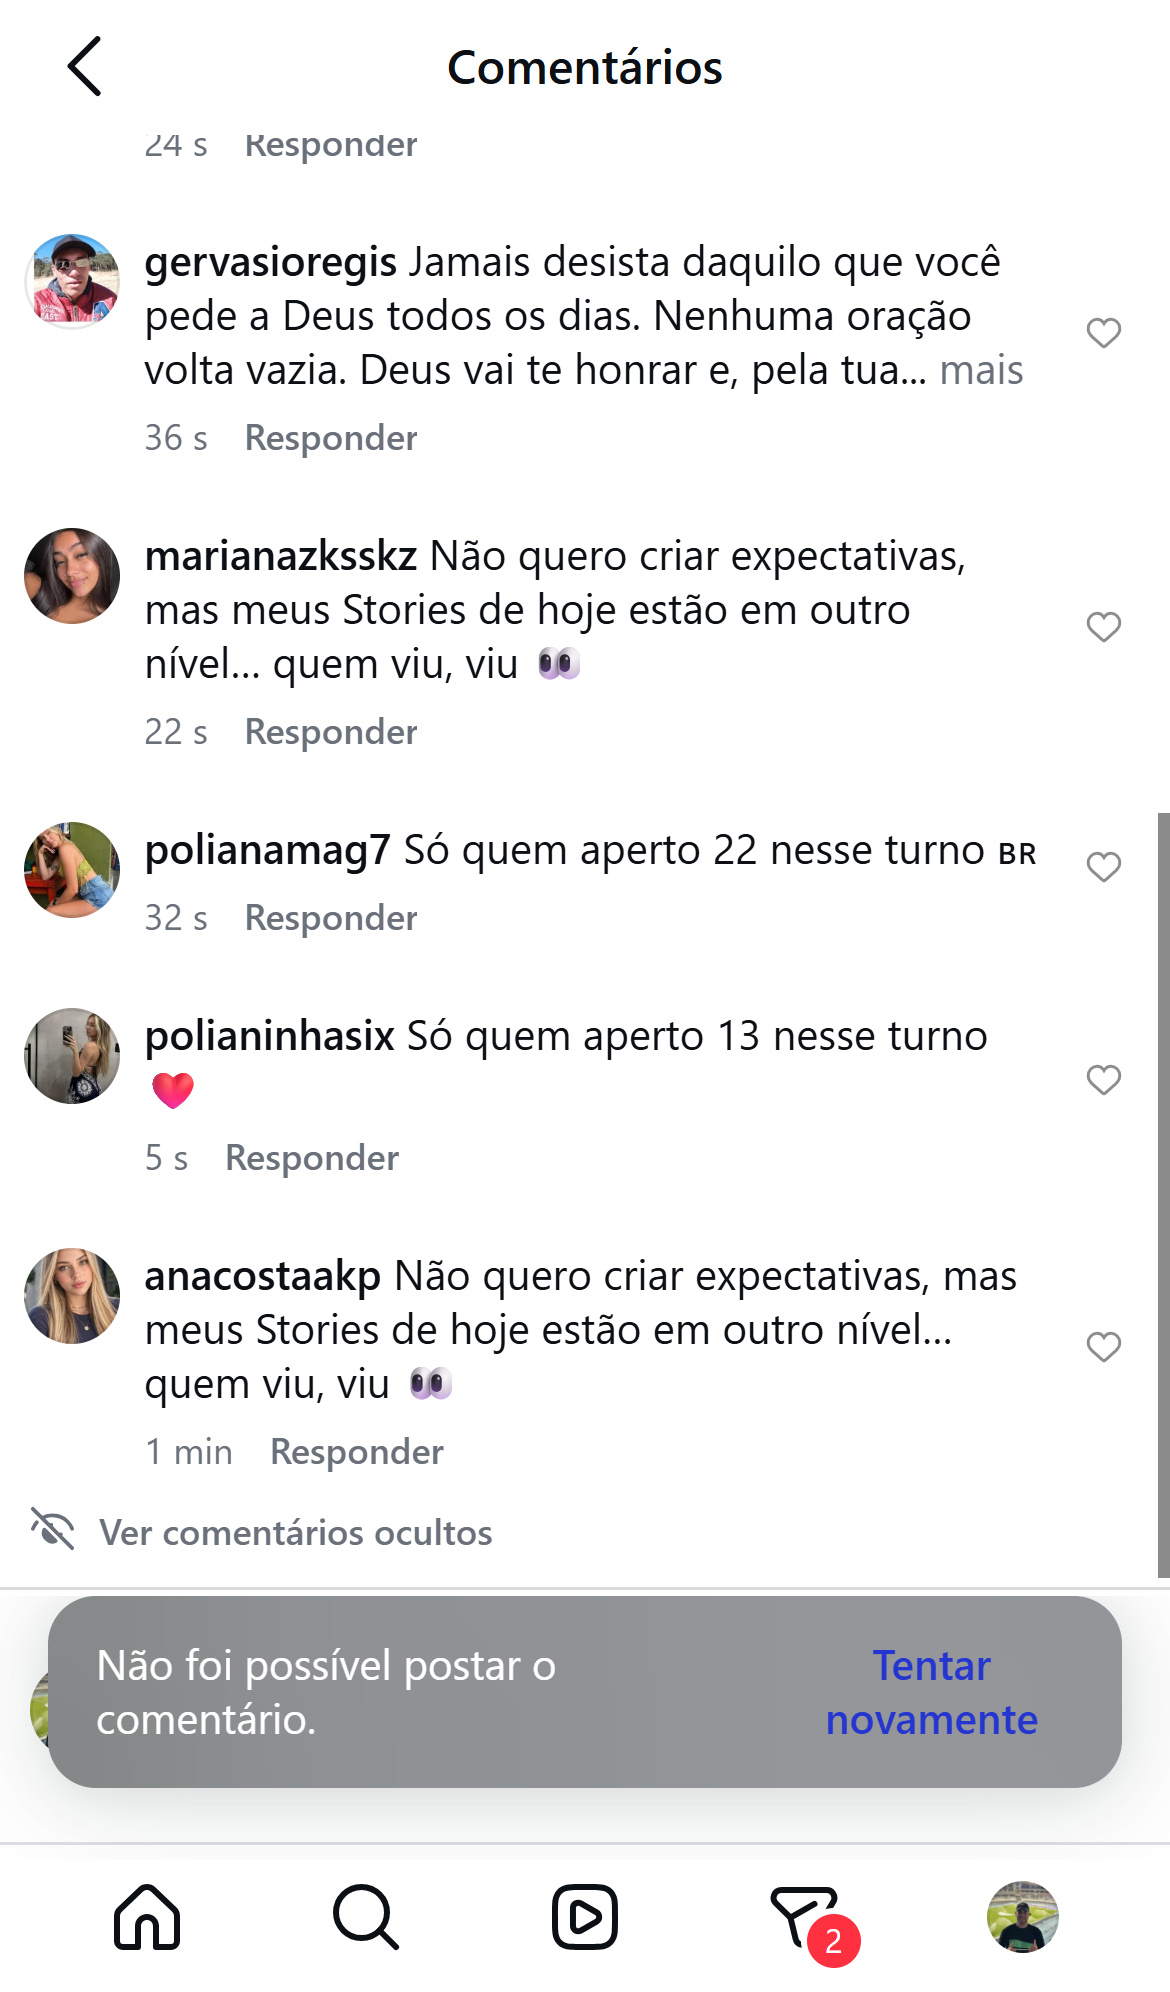 Comentários
24 s Responder
gervasioregis Jamais desista daquilo que você
pede a Deus todos os dias. Nenhuma oração
volta vazia. Deus vai te honrar e, pela tua... mais
36 s Responder
marianazksskz Não quero criar expectativas,
mas meus Stories de hoje estão em outro
nível... quem viu, viu 👀
22 s Responder
polianamag7 Só quem aperto 22 nesse turno BR
32 s Responder
polianinhasix Só quem aperto 13 nesse turno
❤️
5 s Responder
anacostaakp Não quero criar expectativas, mas
meus Stories de hoje estão em outro nível...
quem viu, viu 👀
1 min Responder
Ver comentários ocultos
Não foi possível postar o
comentário.
Tentar
novamente
2